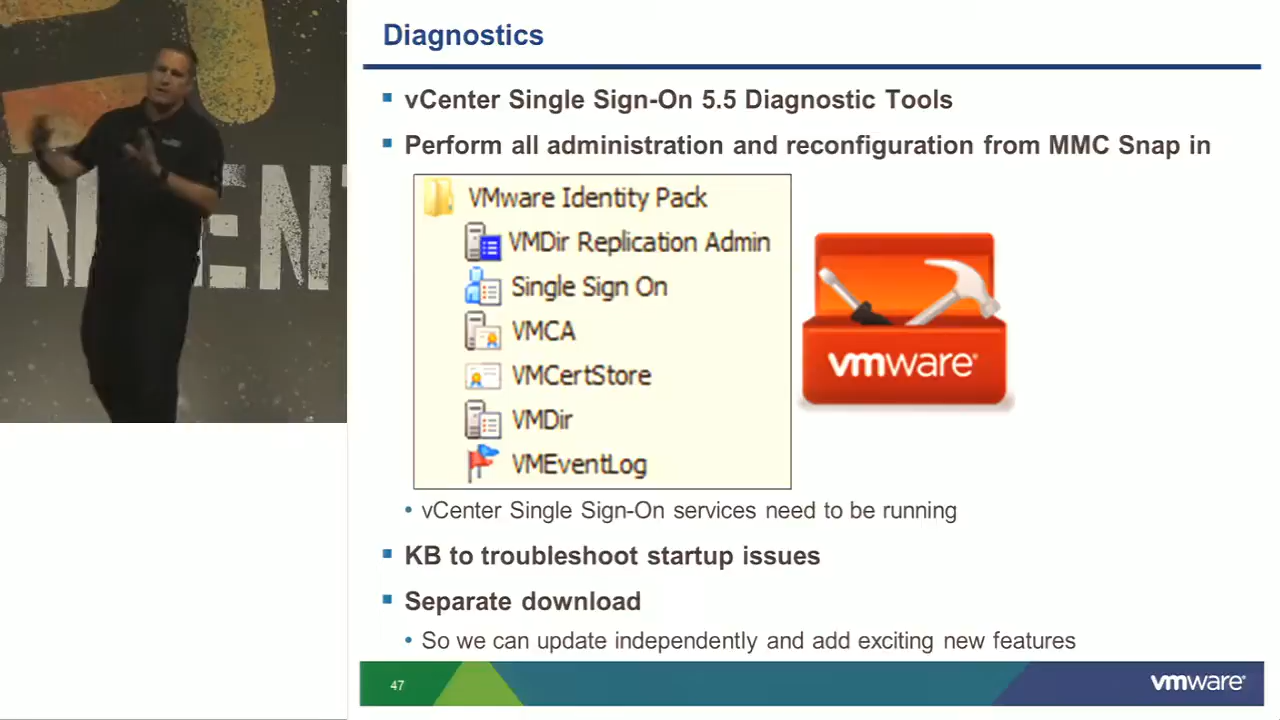 Diagnostics
vCenter Single Sign-On 5.5 Diagnostic Tools
Perform all administration and reconfiguration from MMC Snap in
VMware Identity Pack
VMDir Replication Admin
Single Sign On
VMCA
VMCertStore
VMDir
VMEventLog
vmware®
vCenter Single Sign-On services need to be running
KB to troubleshoot startup issues
Separate download
So we can update independently and add exciting new features
47
vmware®